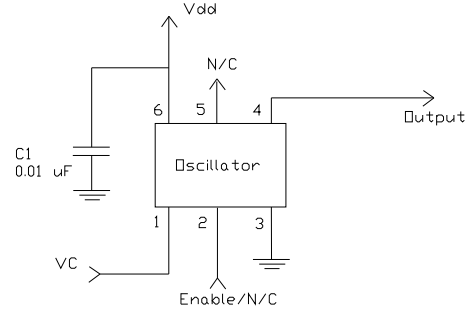 Vdd
N/C
6
5
4
Output
C1
0.01 uF
Oscillator
1
2
3
VC
Enable/N/C